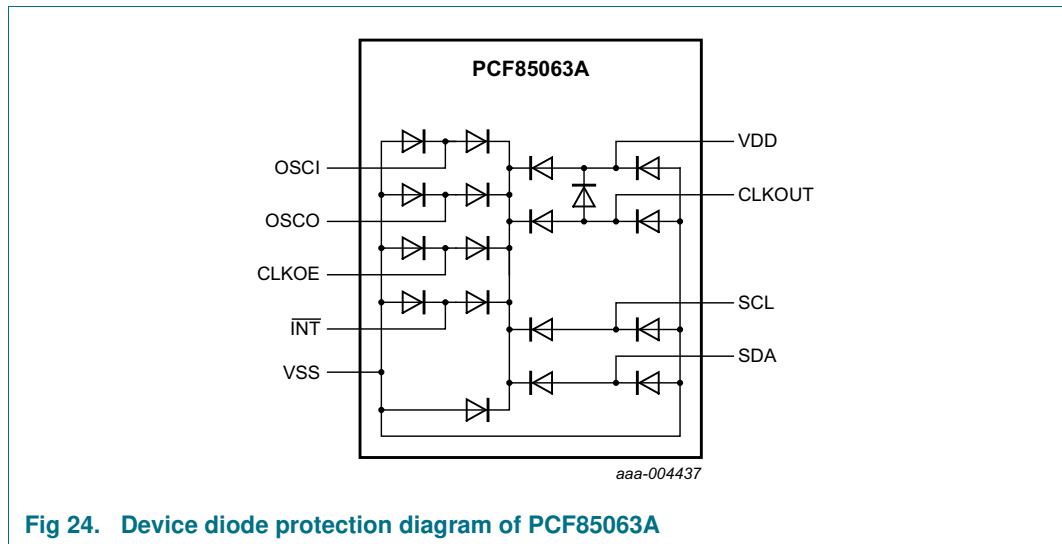 PCF85063A
OSCI
OSCO
CLKOE
INT
VSS
VDD
CLKOUT
SCL
SDA
aaa-004437
Fig 24. Device diode protection diagram of PCF85063A